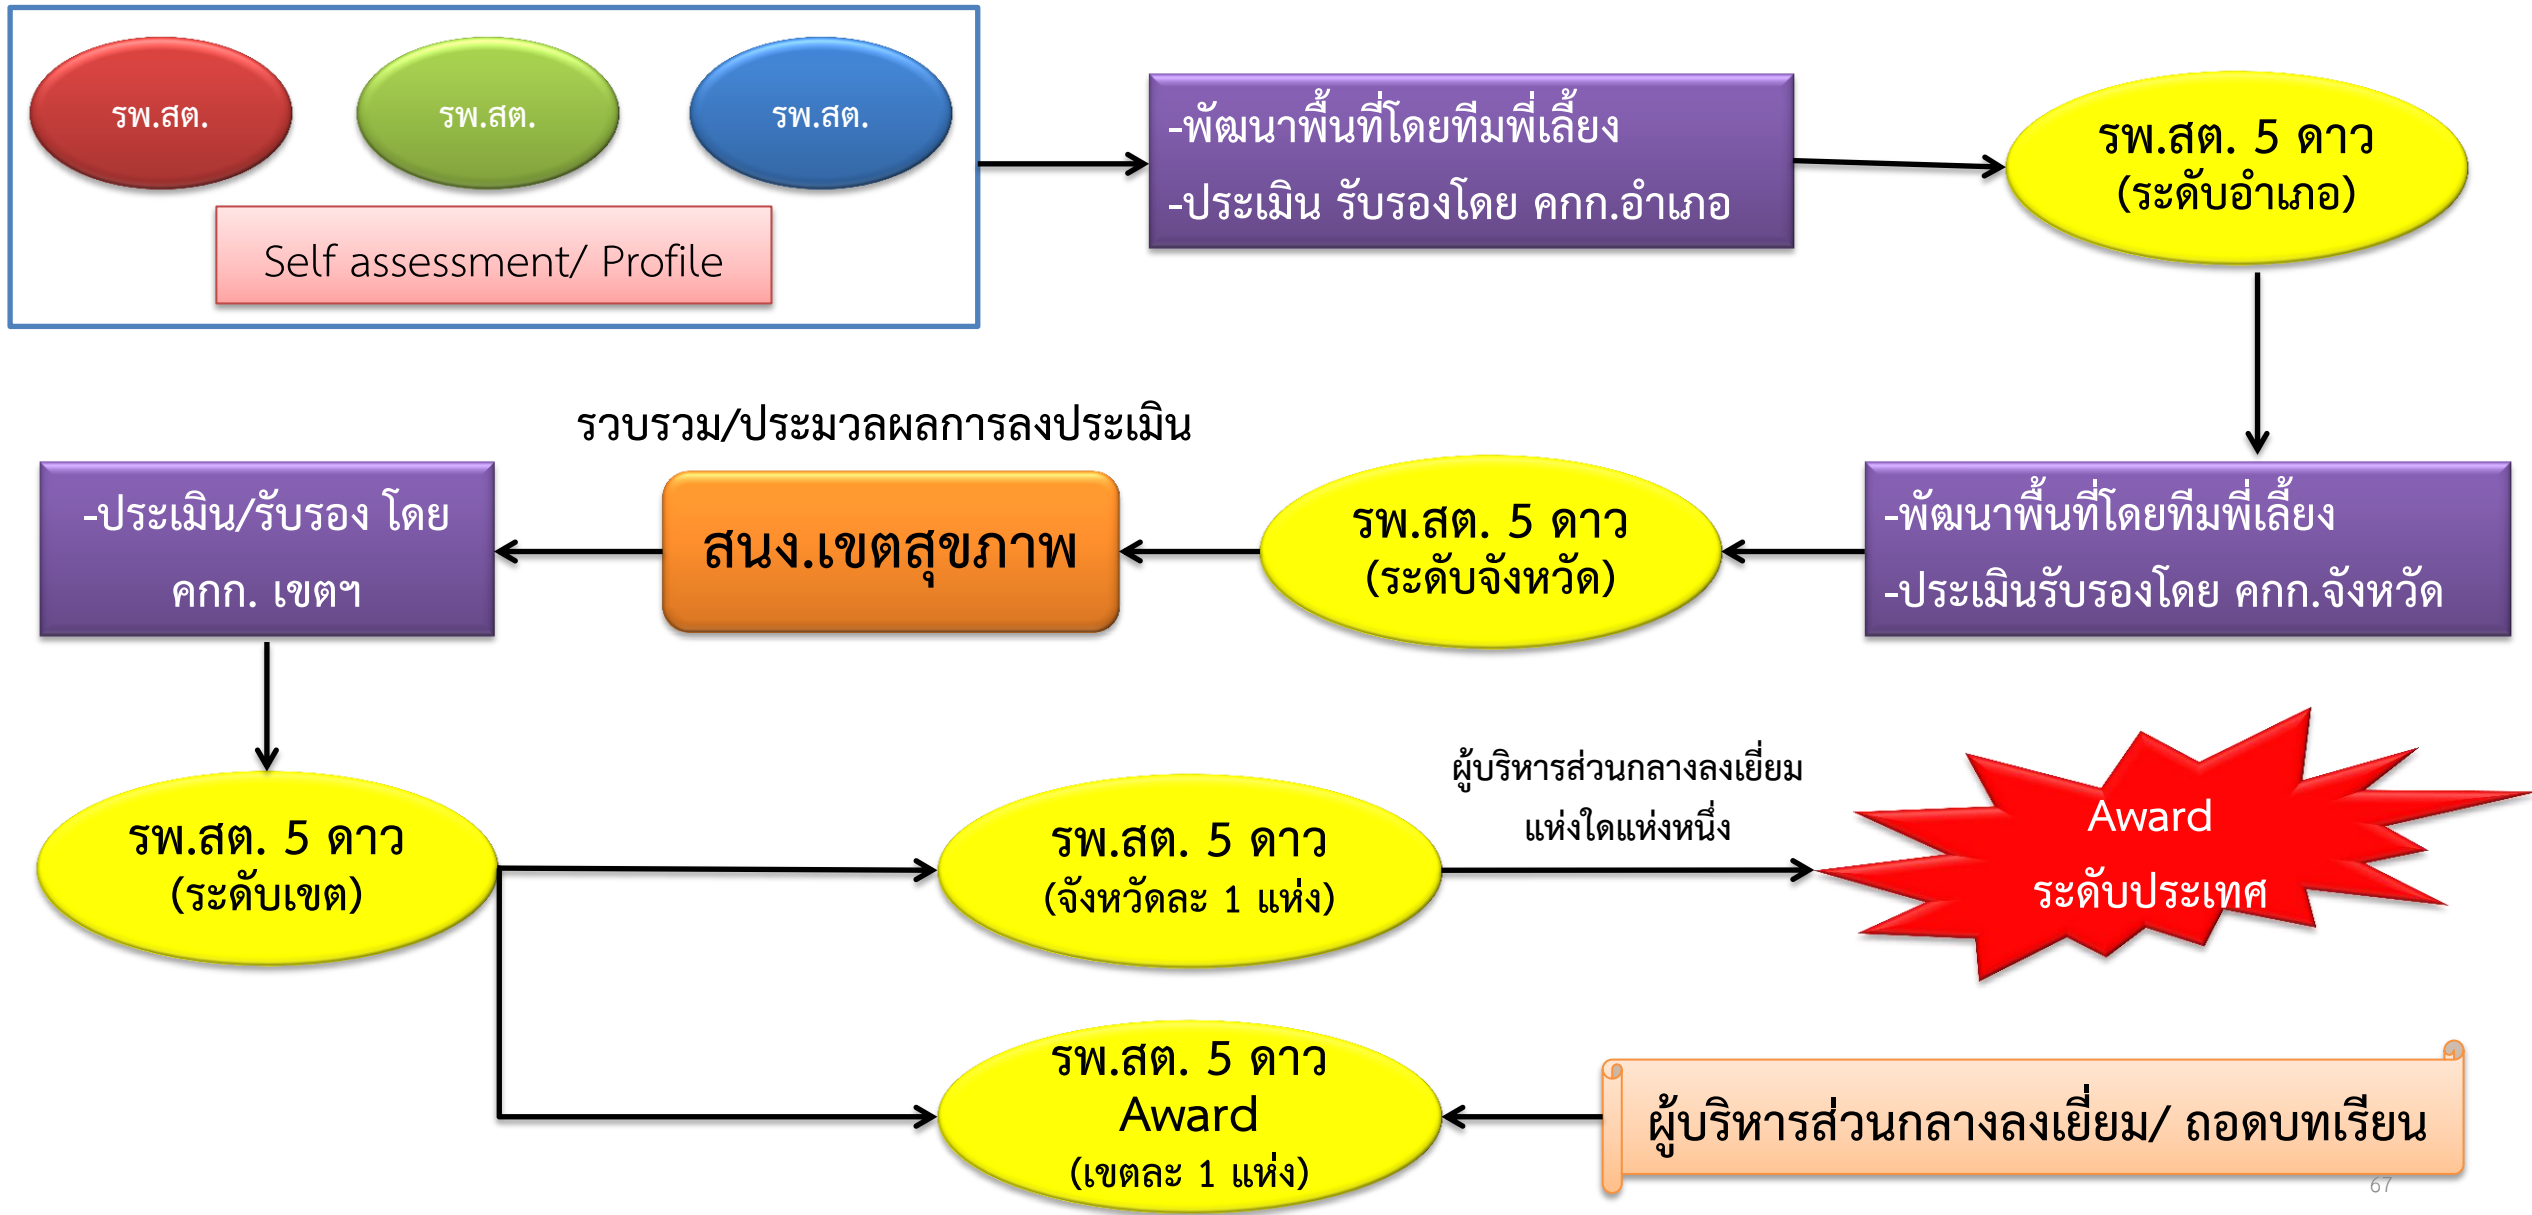 รพ.สต.
รพ.สต.
รพ.สต.
Self assessment/ Profile
-พัฒนาพื้นที่โดยทีมพี่เลี้ยง
-ประเมิน รับรองโดย คกก.อำเภอ
รพ.สต. 5 ดาว
(ระดับอำเภอ)
รวบรวม/ประมวลผลการลงประเมิน
-ประเมิน/รับรอง โดย
คกก. เขตฯ
สนง.เขตสุขภาพ
รพ.สต. 5 ดาว
(ระดับจังหวัด)
-พัฒนาพื้นที่โดยทีมพี่เลี้ยง
-ประเมินรับรองโดย คกก.จังหวัด
รพ.สต. 5 ดาว
(ระดับเขต)
รพ.สต. 5 ดาว
(จังหวัดละ 1 แห่ง)
ผู้บริหารส่วนกลางลงเยี่ยม
แห่งใดแห่งหนึ่ง
Award
ระดับประเทศ
รพ.สต. 5 ดาว
Award
(เขตละ 1 แห่ง)
ผู้บริหารส่วนกลางลงเยี่ยม/ ถอดบทเรียน
67